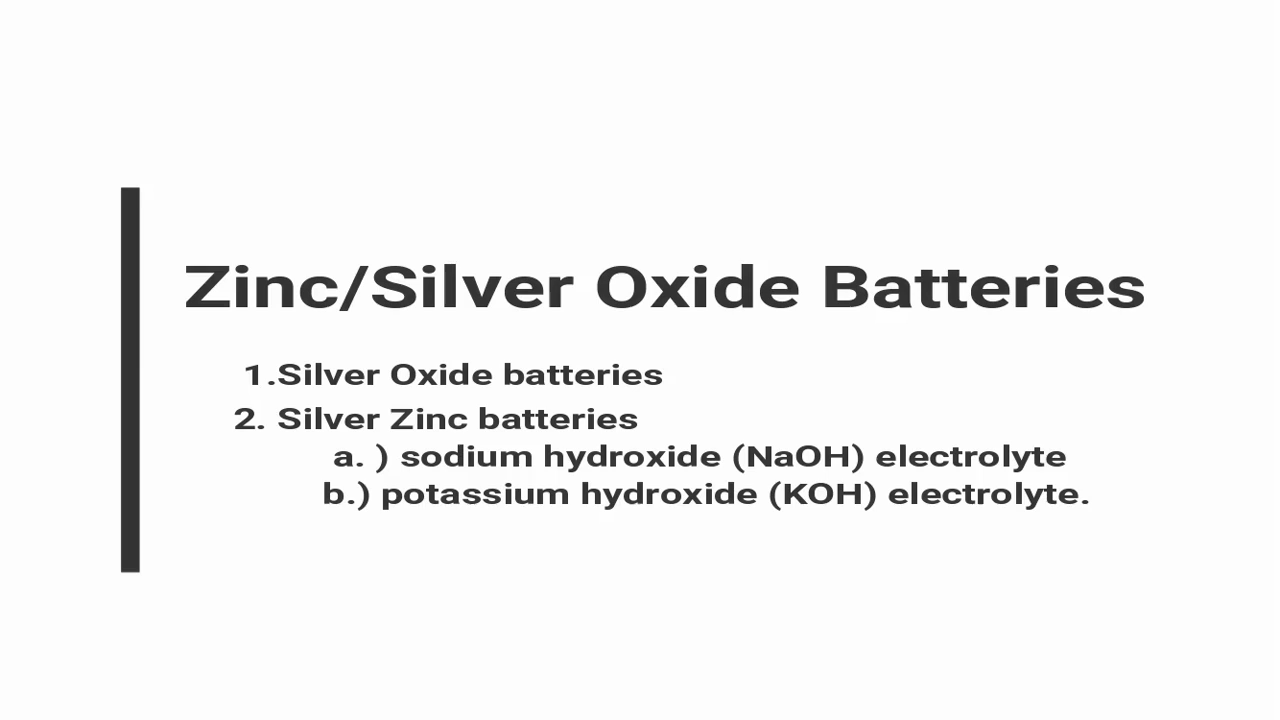 Zinc/Silver Oxide Batteries
1.Silver Oxide batteries
2. Silver Zinc batteries
a. ) sodium hydroxide (NaOH) electrolyte
b.) potassium hydroxide (KOH) electrolyte.